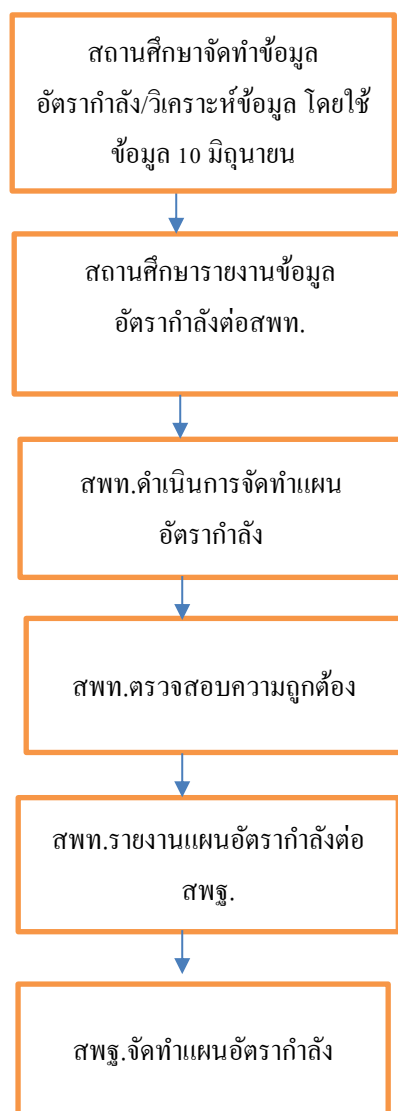 สถานศึกษาจัดทำข้อมูล
อัตรากำลัง/วิเคราะห์ข้อมูล โดยใช้
ข้อมูล 10 มิถุนายน
สถานศึกษารายงานข้อมูล
อัตรากำลังต่อสพท.
สพท.ดำเนินการจัดทำแผน
อัตรากำลัง
สพท.ตรวจสอบความถูกต้อง
สพท.รายงานแผนอัตรากำลังต่อ
สพฐ.
สพฐ.จัดทำแผนอัตรากำลัง